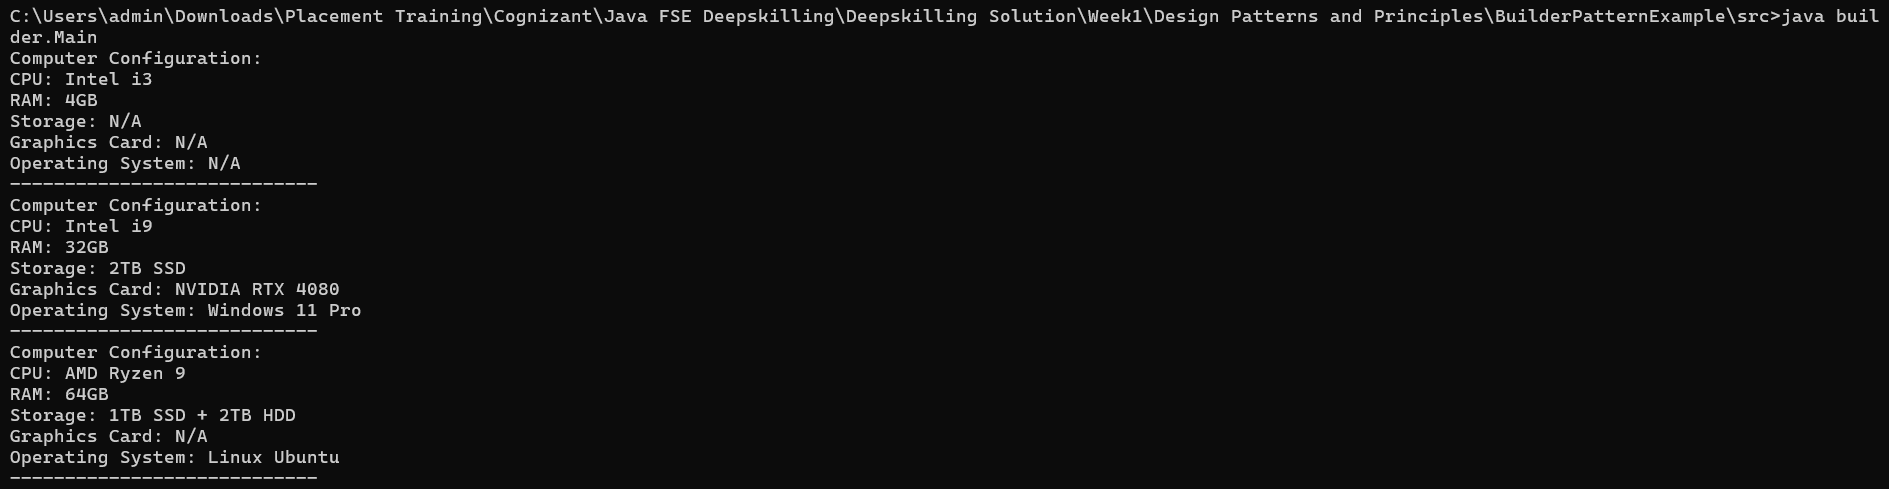 C:\Users\admin\Downloads\Placement Training\Cognizant\Java FSE Deepskilling\Deepskilling Solution\Week1\Design Patterns and Principles\BuilderPatternExample\src>java buil
der.Main
Computer Configuration:
CPU: Intel i3
RAM: 4GB
Storage: N/A
Graphics Card: N/A
Operating System: N/A
----------------------------
Computer Configuration:
CPU: Intel i9
RAM: 32GB
Storage: 2TB SSD
Graphics Card: NVIDIA RTX 4080
Operating System: Windows 11 Pro
----------------------------
Computer Configuration:
CPU: AMD Ryzen 9
RAM: 64GB
Storage: 1TB SSD + 2TB HDD
Graphics Card: N/A
Operating System: Linux Ubuntu
----------------------------